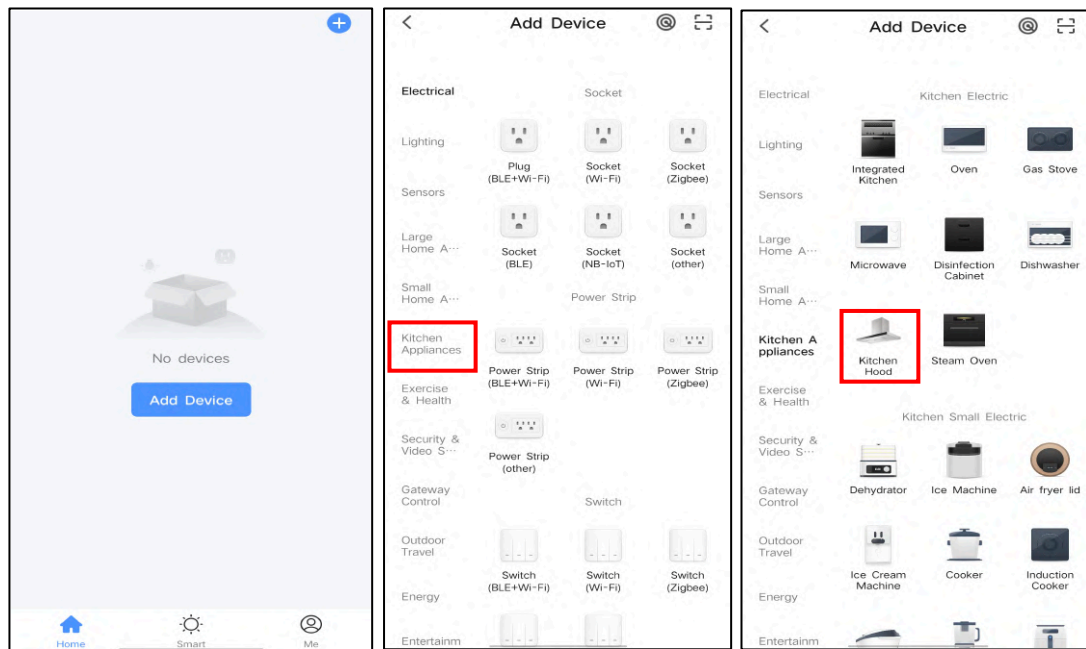 No devices
Add Device
Home
Smart
Me
Add Device
Electrical
Lighting
Sensors
Large
Home A···
Small
Home A···
Kitchen
Appliances
Exercise
& Health
Security &
Video S···
Gateway
Control
Outdoor
Travel
Energy
Entertainm
Socket
Plug
(BLE+Wi-Fi)
Socket
(Wi-Fi)
Socket
(Zigbee)
Socket
(BLE)
Socket
(NB-IoT)
Socket
(other)
Power Strip
Power Strip
(BLE+Wi-Fi)
Power Strip
(Wi-Fi)
Power Strip
(Zigbee)
Power Strip
(other)
Switch
Switch
(BLE+Wi-Fi)
Switch
(Wi-Fi)
Switch
(Zigbee)
Add Device
Electrical
Lighting
Sensors
Large
Home A···
Small
Home A···
Kitchen A
ppliances
Exercise
& Health
Security &
Video S···
Gateway
Control
Outdoor
Travel
Energy
Entertainm
Kitchen Electric
Integrated
Kitchen
Oven
Gas Stove
Microwave
Disinfection
Cabinet
Dishwasher
Kitchen
Hood
Steam Oven
Kitchen Small Electric
Dehydrator
Ice Machine
Air fryer lid
Ice Cream
Machine
Cooker
Induction
Cooker